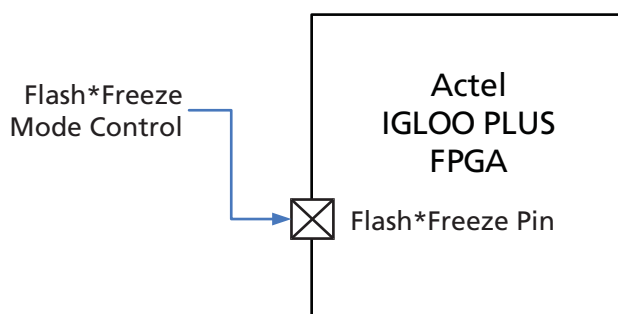 Flash*Freeze
Mode Control
Actel
IGLOO PLUS
FPGA
Flash*Freeze Pin